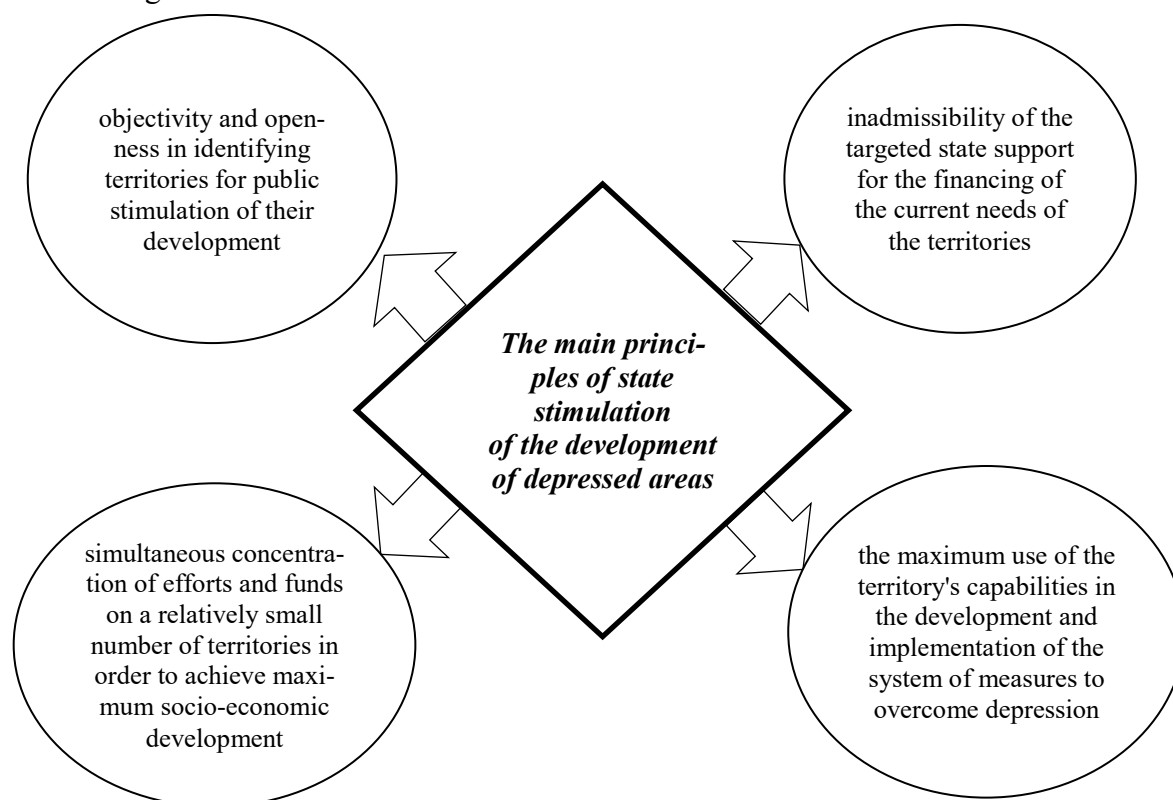 objectivity and open-
ness in identifying
territories for public
stimulation of their
development
inadmissibility of the
targeted state support
for the financing of
the current needs of
the territories
The main princi-
ples of state
stimulation
of the development
of depressed areas
simultaneous concentra-
tion of efforts and funds
on a relatively small
number of territories in
order to achieve maxi-
mum socio-economic
development
the maximum use of the
territory's capabilities in
the development and
implementation of the
system of measures to
overcome depression